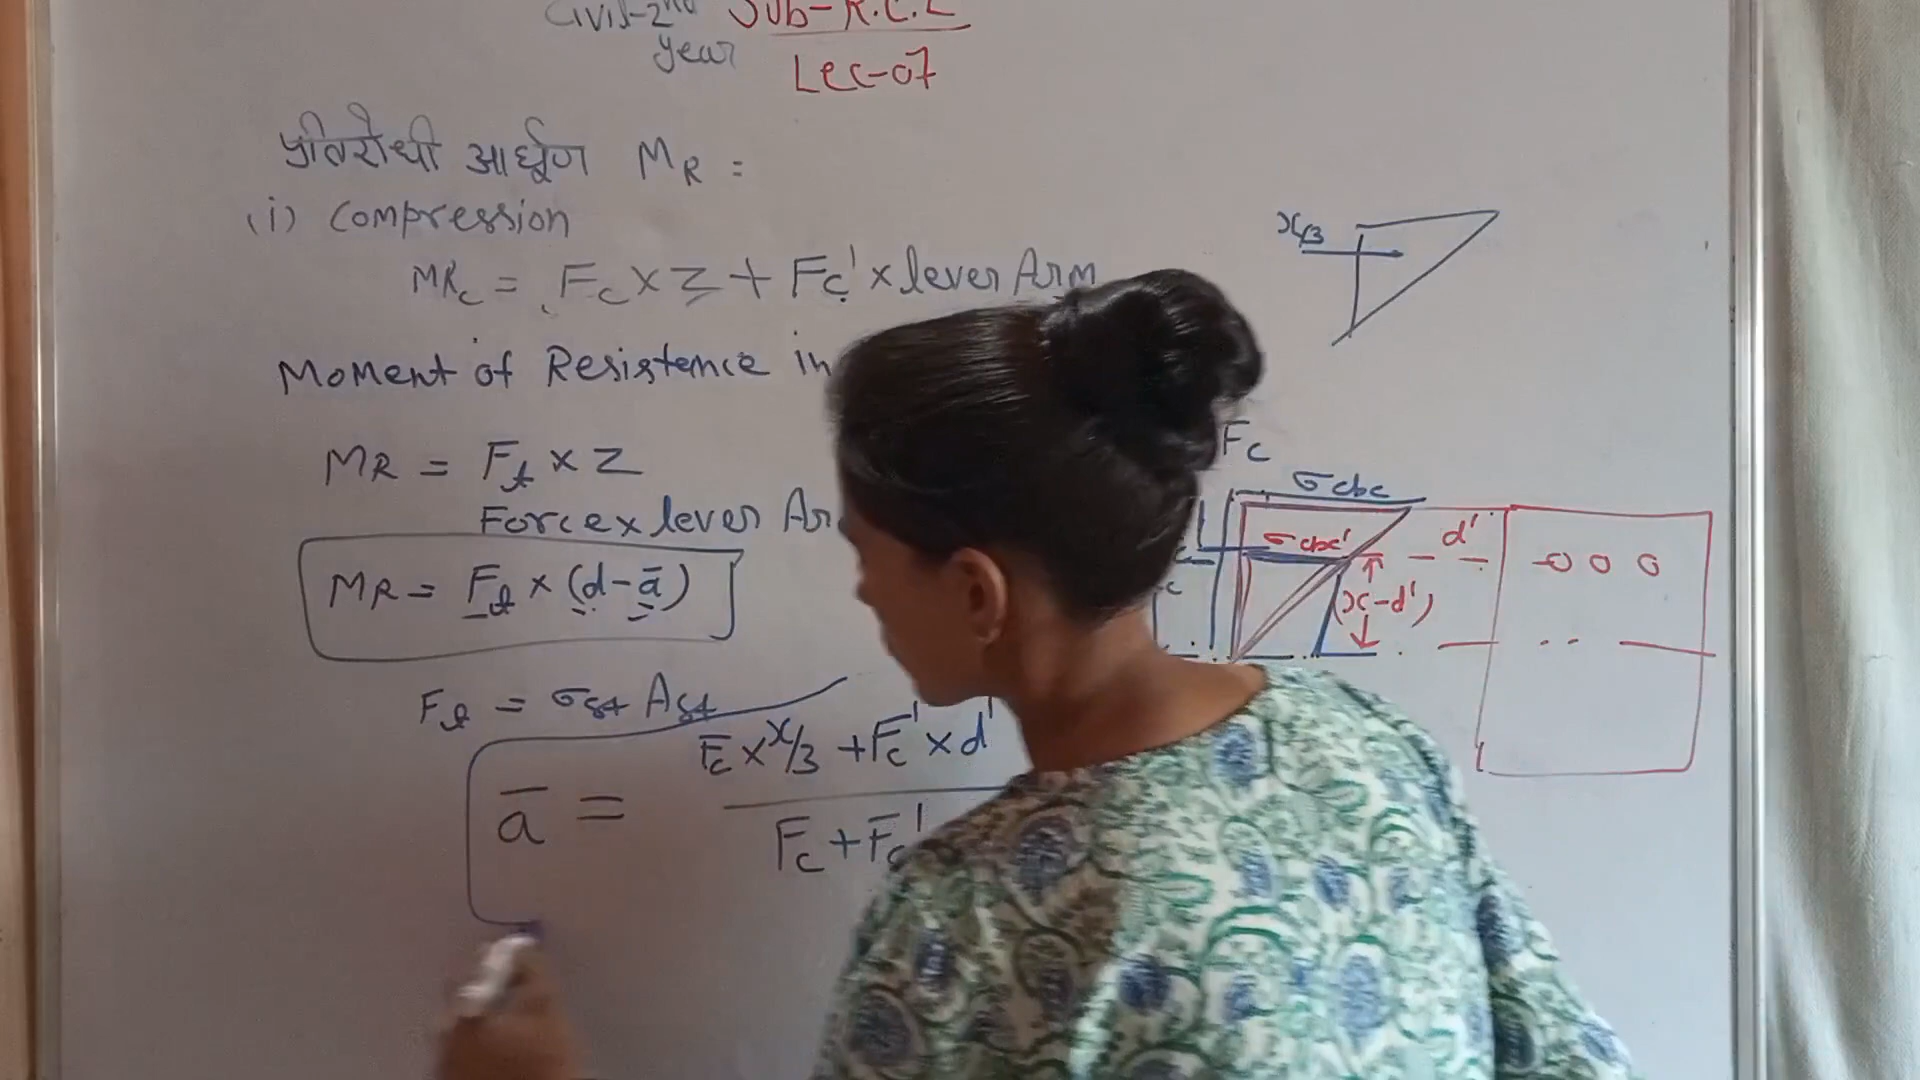 Civil-2nd Sub-R.C.C
year
Lec-07
प्रतिरोधी आर्घूण MR =
(i) Compression
MRc = Fc x z + Fc' x lever Arm
Moment of Resistence in
MR = Ft x z
Force x lever Ar
MR = Ft x (d-ā)
Ft = σst Ast
ā = Fc x x/3 + Fc' x d' / Fc + Fc'
x/3
Fc
σcbc
σcbc'
d'
(x-d')